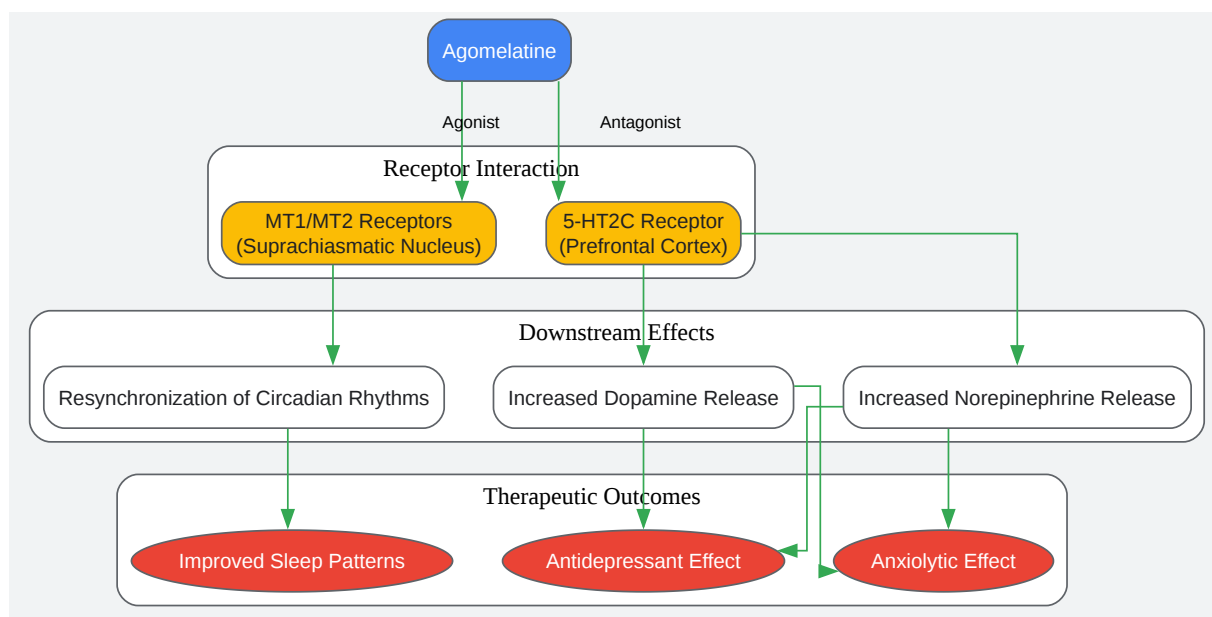 Agomelatine
Agonist
Antagonist
Receptor Interaction
MT1/MT2 Receptors
(Suprachiasmatic Nucleus)
5-HT2C Receptor
(Prefrontal Cortex)
Downstream Effects
Resynchronization of Circadian Rhythms
Increased Dopamine Release
Increased Norepinephrine Release
Therapeutic Outcomes
Improved Sleep Patterns
Antidepressant Effect
Anxiolytic Effect